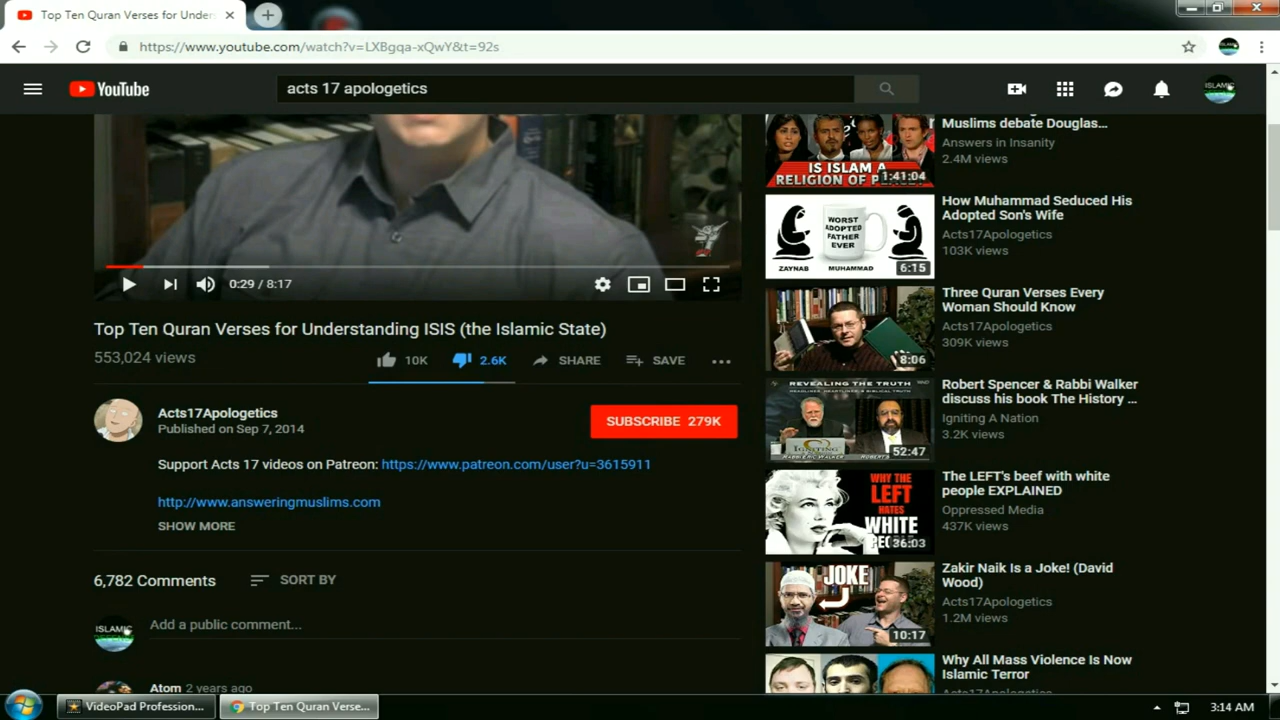 Top Ten Quran Verses for Under
https://www.youtube.com/watch?v=LXBgqa-xQwY&t=92s
YouTube
acts 17 apologetics
ISLAMIC
0:29 / 8:17
Top Ten Quran Verses for Understanding ISIS (the Islamic State)
553,024 views
10K
2.6K
SHARE
SAVE
Acts17Apologetics
Published on Sep 7, 2014
SUBSCRIBE 279K
Support Acts 17 videos on Patreon: https://www.patreon.com/user?u=3615911
http://www.answeringmuslims.com
SHOW MORE
6,782 Comments
SORT BY
ISLAMIC
Add a public comment...
Atom 2 years ago
Muslims debate Douglas...
Answers in Insanity
2.4M views
IS ISLAM A
RELIGION OF
1:41:04
How Muhammad Seduced His
Adopted Son's Wife
Acts17Apologetics
103K views
WORST
ADOPTED
FATHER
EVER
ZAYNAB
MUHAMMAD
6:15
Three Quran Verses Every
Woman Should Know
Acts17Apologetics
309K views
8:06
Robert Spencer & Rabbi Walker
discuss his book The History ...
Igniting A Nation
3.2K views
REVEALING THE TRUTH
IGNITING
52:47
The LEFT's beef with white
people EXPLAINED
Oppressed Media
437K views
WHY THE
LEFT
HATES
WHITE
36:03
Zakir Naik Is a Joke! (David
Wood)
Acts17Apologetics
1.2M views
JOKE
10:17
Why All Mass Violence Is Now
Islamic Terror
VideoPad Profession...
Top Ten Quran Verse...
3:14 AM